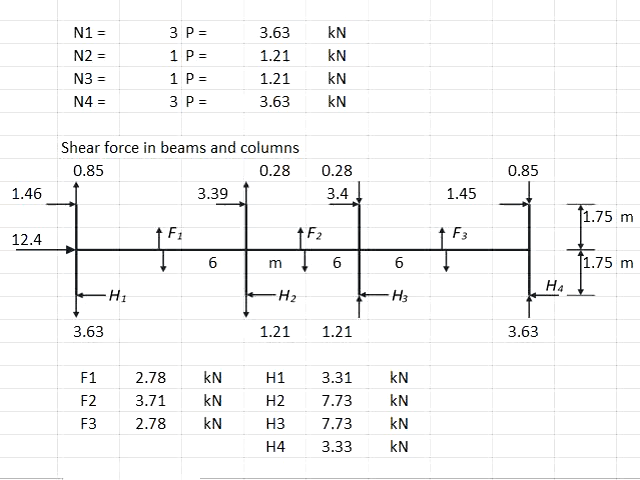 N1 = 3 P = 3.63 kN
N2 = 1 P = 1.21 kN
N3 = 1 P = 1.21 kN
N4 = 3 P = 3.63 kN
Shear force in beams and columns
0.85 0.28 0.28 0.85
1.46 3.39 3.4 1.45
1.75 m
12.4 F1 F2 F3
6 m 6 6 1.75 m
H1 H2 H3 H4
3.63 1.21 1.21 3.63
F1 2.78 kN H1 3.31 kN
F2 3.71 kN H2 7.73 kN
F3 2.78 kN H3 7.73 kN
H4 3.33 kN